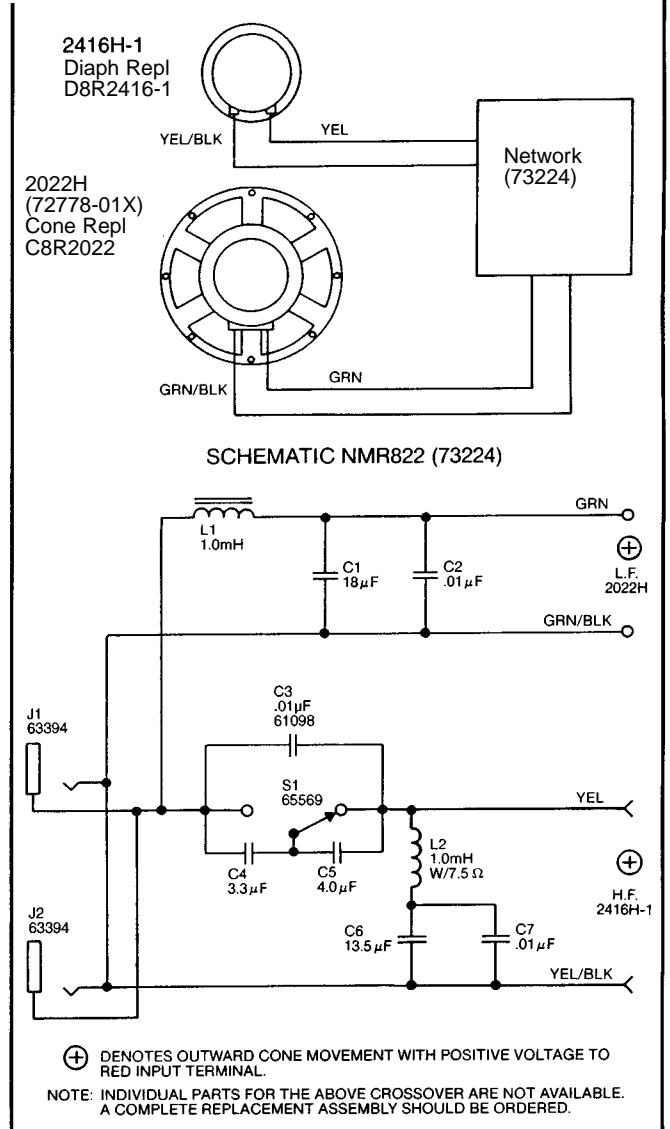 2416H-1
Diaph Repl
D8R2416-1
YEL/BLK
YEL
Network
(73224)
2022H
(72778-01X)
Cone Repl
C8R2022
GRN/BLK
GRN
SCHEMATIC NMR822 (73224)
GRN
L1
1.0mH
C1
18µF
C2
.01µF
L.F.
2022H
GRN/BLK
C3
.01µF
61098
J1
63394
S1
65569
YEL
C4
3.3µF
C5
4.0µF
L2
1.0mH
W/7.5 Ω
H.F.
2416H-1
J2
63394
C6
13.5µF
C7
.01µF
YEL/BLK
⊕ DENOTES OUTWARD CONE MOVEMENT WITH POSITIVE VOLTAGE TO
RED INPUT TERMINAL.
NOTE: INDIVIDUAL PARTS FOR THE ABOVE CROSSOVER ARE NOT AVAILABLE.
A COMPLETE REPLACEMENT ASSEMBLY SHOULD BE ORDERED.